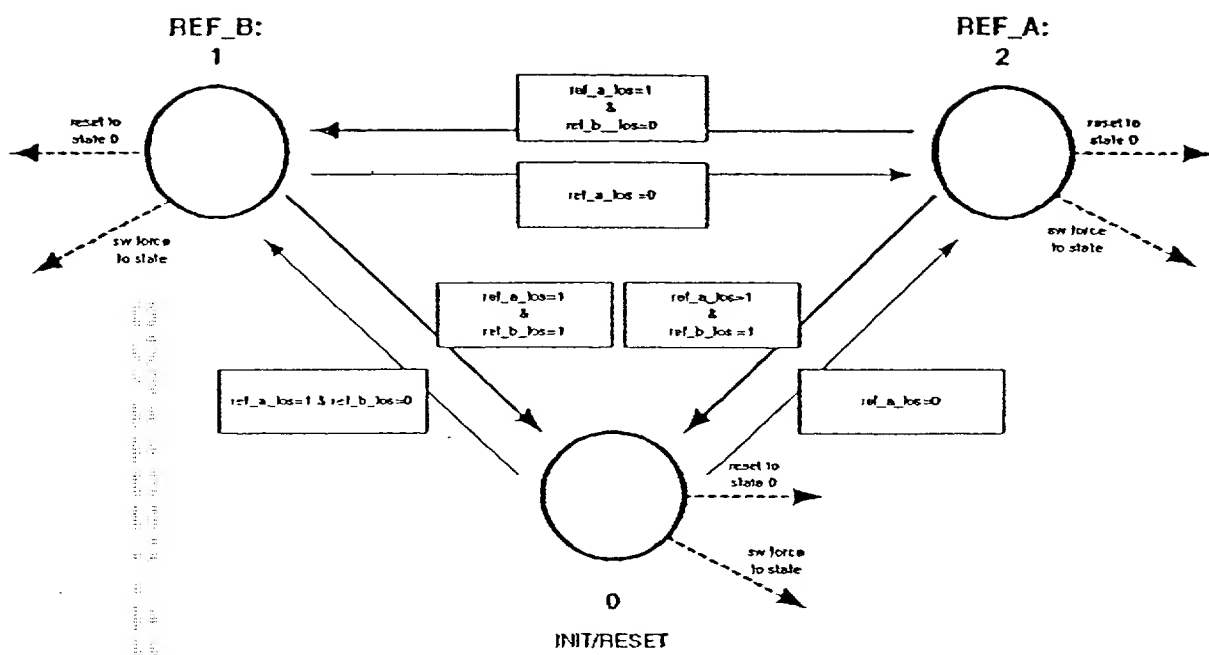 REF_B:
1
REF_A:
2
ref_a_los=1
&
ref_b__los=0
reset to
state 0
reset to
state 0
ref_a_los =0
sw force
to state
sw force
to state
ref_a_los=1
&
ref_b_los=1
ref_a_los=1
&
ref_b_los =1
ref_a_los=1 & ref_b_los=0
ref_a_los=0
reset to
state 0
sw force
to state
0
INIT/RESET